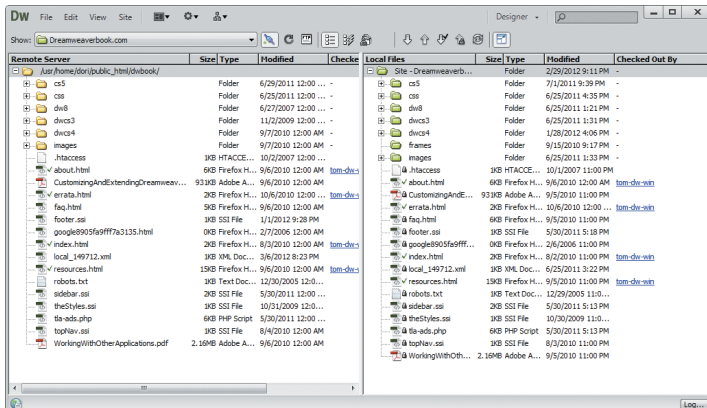 DW File Edit View Site Designer
Show: Dreamweaverbook.com
Remote Server Size Type Modified Checke
/usr/home/dori/public_html/dwbook/
cs5 Folder 6/29/2011 12:00 ... -
css Folder 6/25/2011 12:00 ... -
dw8 Folder 6/27/2007 12:00 ... -
dwcs3 Folder 11/2/2009 12:00 ... -
dwcs4 Folder 9/7/2010 12:00 AM -
images Folder 9/7/2010 12:00 AM -
.htaccess 1KB HTACCE... 10/2/2007 12:00 ...
about.html 6KB Firefox H... 9/6/2010 12:00 AM tom-dw-w
CustomizingAndExtendingDreamweav... 931KB Adobe A... 9/6/2010 12:00 AM
errata.html 2KB Firefox H... 10/6/2010 12:00 ... tom-dw-w
faq.html 5KB Firefox H... 9/6/2010 12:00 AM
footer.ssi 1KB SSI File 1/1/2012 9:28 PM
google8905fa9fff7a3135.html 0KB Firefox H... 2/7/2006 12:00 AM
index.html 2KB Firefox H... 8/3/2010 12:00 AM tom-dw-w
local_149712.xml 1KB XML Doc... 3/6/2012 8:23 PM
resources.html 15KB Firefox H... 9/6/2010 12:00 AM tom-dw-w
robots.txt 1KB Text Doc... 12/30/2005 12:0...
sidebar.ssi 2KB SSI File 5/30/2011 12:00 ...
theStyles.ssi 1KB SSI File 10/31/2009 12:0...
tla-ads.php 6KB PHP Script 5/30/2011 12:00 ...
topNav.ssi 1KB SSI File 8/4/2010 12:00 AM
WorkingWithOtherApplications.pdf 2.16MB Adobe A... 9/6/2010 12:00 AM
Local Files Size Type Modified Checked Out By
Site - Dreamweaverb... Folder 2/29/2012 9:11 PM -
cs5 Folder 7/1/2011 9:39 PM -
css Folder 6/25/2011 4:35 PM -
dw8 Folder 6/25/2011 1:21 PM -
dwcs3 Folder 6/25/2011 1:31 PM -
dwcs4 Folder 1/28/2012 4:06 PM -
frames Folder 9/15/2010 9:17 PM -
images Folder 6/25/2011 1:33 PM -
.htaccess 1KB HTACCE... 10/1/2007 11:00 PM
about.html 6KB Firefox H... 9/6/2010 12:00 AM tom-dw-win
CustomizingAndE... 931KB Adobe A... 9/5/2010 11:00 PM
errata.html 2KB Firefox H... 10/6/2010 12:00 ... tom-dw-win
faq.html 6KB Firefox H... 9/5/2010 11:00 PM
footer.ssi 1KB SSI File 5/30/2011 5:18 PM
google8905fa9fff... 0KB Firefox H... 2/6/2006 11:00 PM
index.html 2KB Firefox H... 8/2/2010 11:00 PM tom-dw-win
local_149712.xml 1KB XML Doc... 6/25/2011 3:22 PM
resources.html 15KB Firefox H... 9/5/2010 11:00 PM tom-dw-win
robots.txt 1KB Text Doc... 12/29/2005 11:0...
sidebar.ssi 2KB SSI File 5/30/2011 5:13 PM
theStyles.ssi 1KB SSI File 10/30/2009 11:0...
tla-ads.php 6KB PHP Script 5/30/2011 5:13 PM
topNav.ssi 1KB SSI File 8/3/2010 11:00 PM
WorkingWithOth... 2.16MB Adobe A... 9/5/2010 11:00 PM
Log...